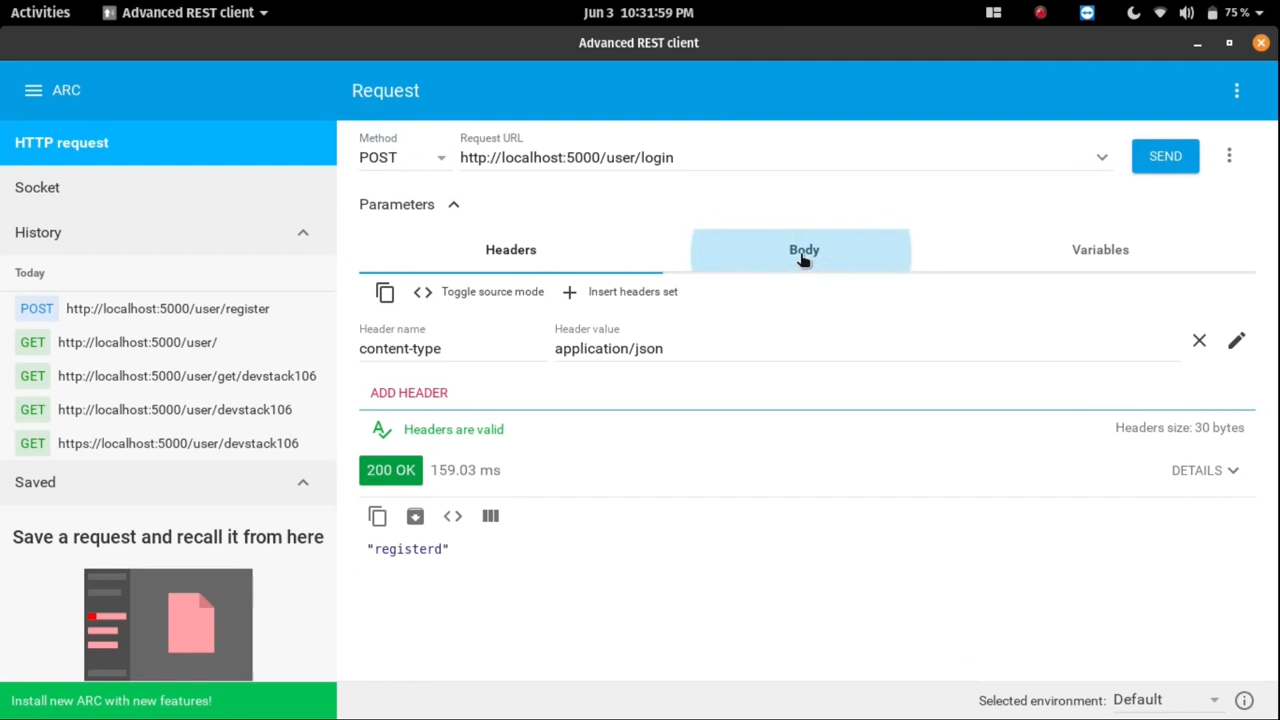 Activities
Advanced REST client
Jun 3 10:31:59 PM
75 %
Advanced REST client
ARC
Request
HTTP request
Socket
History
Today
POST http://localhost:5000/user/register
GET http://localhost:5000/user/
GET http://localhost:5000/user/get/devstack106
GET http://localhost:5000/user/devstack106
GET https://localhost:5000/user/devstack106
Saved
Save a request and recall it from here
Install new ARC with new features!
Method
POST
Request URL
http://localhost:5000/user/login
SEND
Parameters
Headers
Body
Variables
Toggle source mode
Insert headers set
Header name
content-type
Header value
application/json
ADD HEADER
Headers are valid
Headers size: 30 bytes
200 OK
159.03 ms
DETAILS
"registerd"
Selected environment: Default